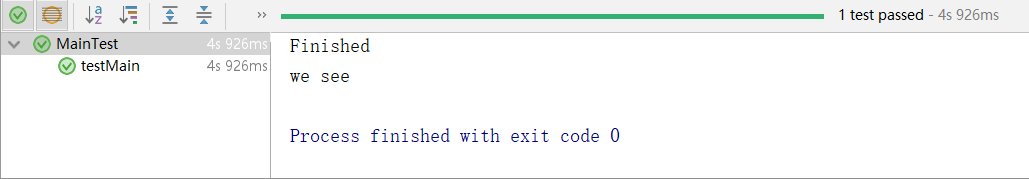 1 test passed - 4s 926ms
MainTest 4s 926ms
testMain 4s 926ms
Finished
we see
Process finished with exit code 0